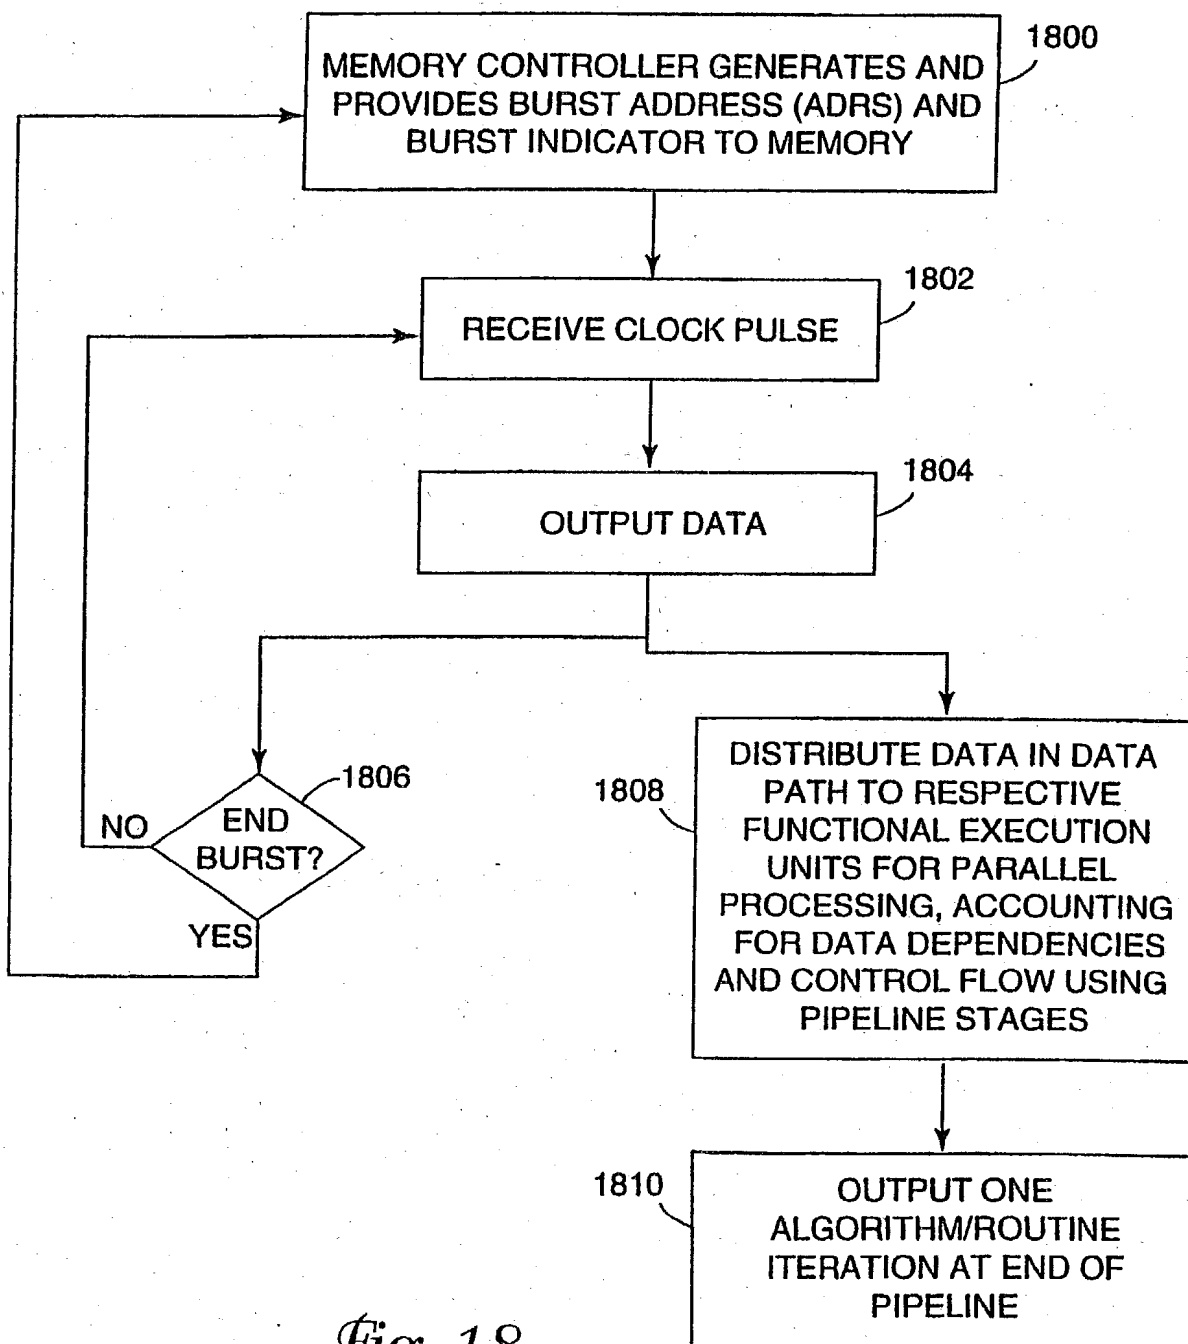 1800
MEMORY CONTROLLER GENERATES AND
PROVIDES BURST ADDRESS (ADRS) AND
BURST INDICATOR TO MEMORY
1802
RECEIVE CLOCK PULSE
1804
OUTPUT DATA
1806
END
BURST?
NO
YES
1808
DISTRIBUTE DATA IN DATA
PATH TO RESPECTIVE
FUNCTIONAL EXECUTION
UNITS FOR PARALLEL
PROCESSING, ACCOUNTING
FOR DATA DEPENDENCIES
AND CONTROL FLOW USING
PIPELINE STAGES
1810
OUTPUT ONE
ALGORITHM/ROUTINE
ITERATION AT END OF
PIPELINE
Fig. 18